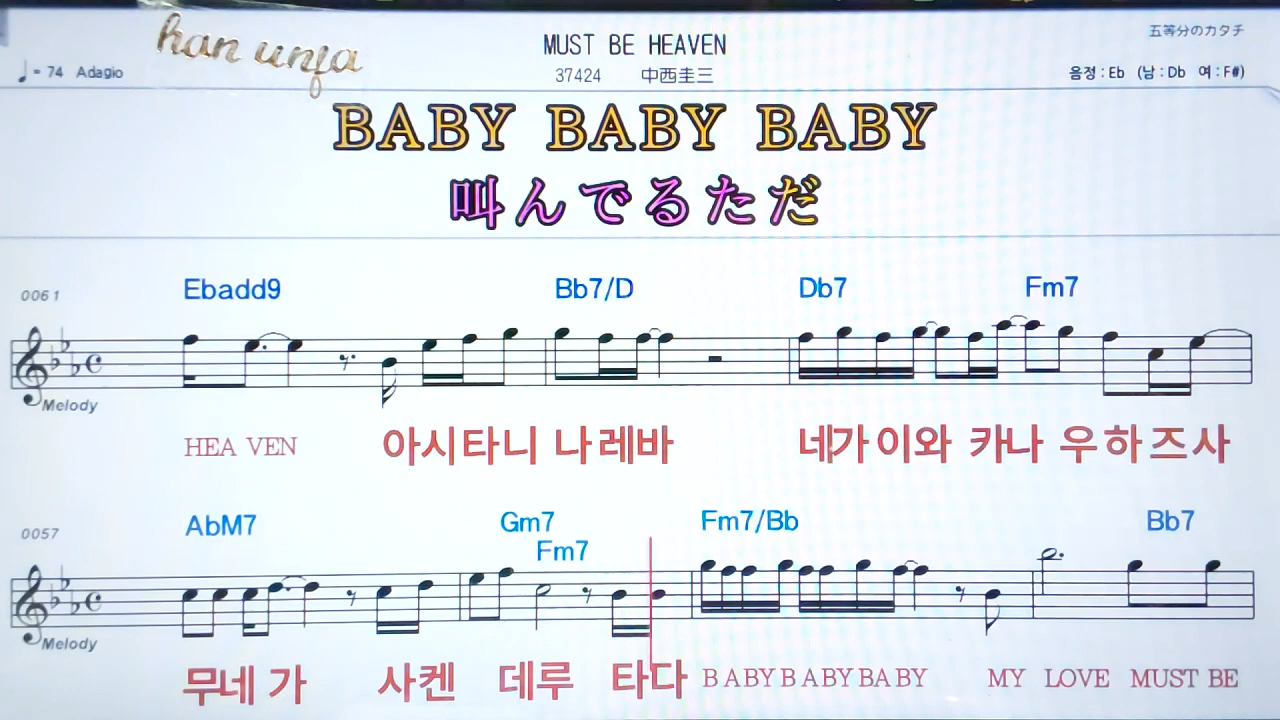 han unfa
MUST BE HEAVEN
五等分のカタチ
♩= 74 Adagio
37424 中西圭三
음정 : Eb (남 : Db 여 : F#)
BABY BABY BABY
叫んでるただ
0061
Ebadd9 Bb7/D Db7 Fm7
Melody
HEA VEN 아시타니 나레바 네가이와 카나 우하즈사
0057
AbM7 Gm7 Fm7 Fm7/Bb Bb7
Melody
무네가 사켄 데루 타다 BABYBABYBABY MY LOVE MUST BE